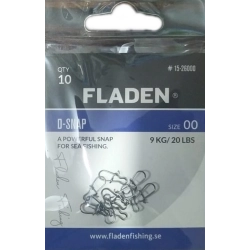 QTY
10
# 15-26000
FLADEN®
D-SNAP
SIZE 00
A POWERFUL SNAP
FOR SEA FISHING.
9 KG/ 20 LBS
www.fladenfishing.se